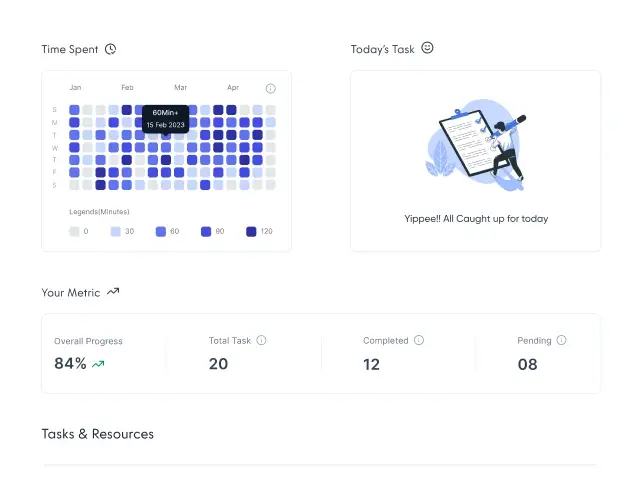 Time Spent
Today's Task
Jan Feb Mar Apr
S
M
T
W
T
F
S
60Min+
15 Feb 2023
Legends(Minutes)
0 30 60 90 120
Yippee!! All Caught up for today
Your Metric
Overall Progress
84%
Total Task
20
Completed
12
Pending
08
Tasks & Resources